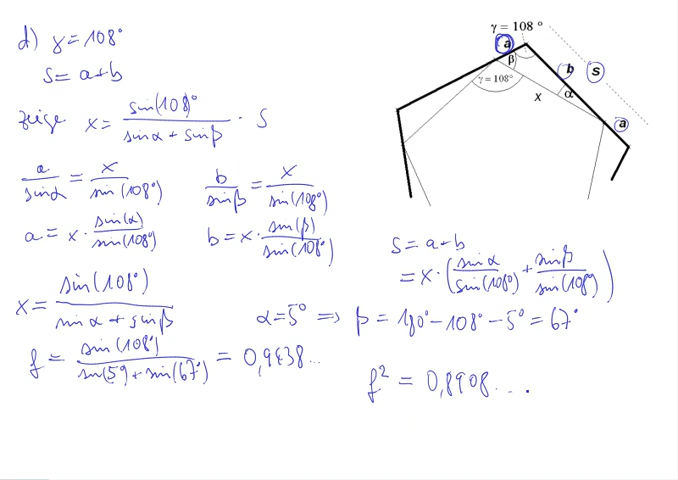 d) γ = 108°
s = a + b
zeige x = sin(108)° / (sin α + sin β) · s
a / sin α = x / sin(108°)
b / sin β = x / sin(108°)
a = x · sin(α) / sin(108°)
b = x · sin(β) / sin(108°)
s = a + b
= x · (sin α / sin(108°) + sin β / sin(108°))
x = sin(108°) / (sin α + sin β)
α = 5° ⇒ β = 180° - 108° - 5° = 67°
f = sin(108°) / (sin(5°) + sin(67°)) = 0,9438...
f² = 0,8908...
γ = 108 °
a
β
b
s
γ = 108°
α
x
a